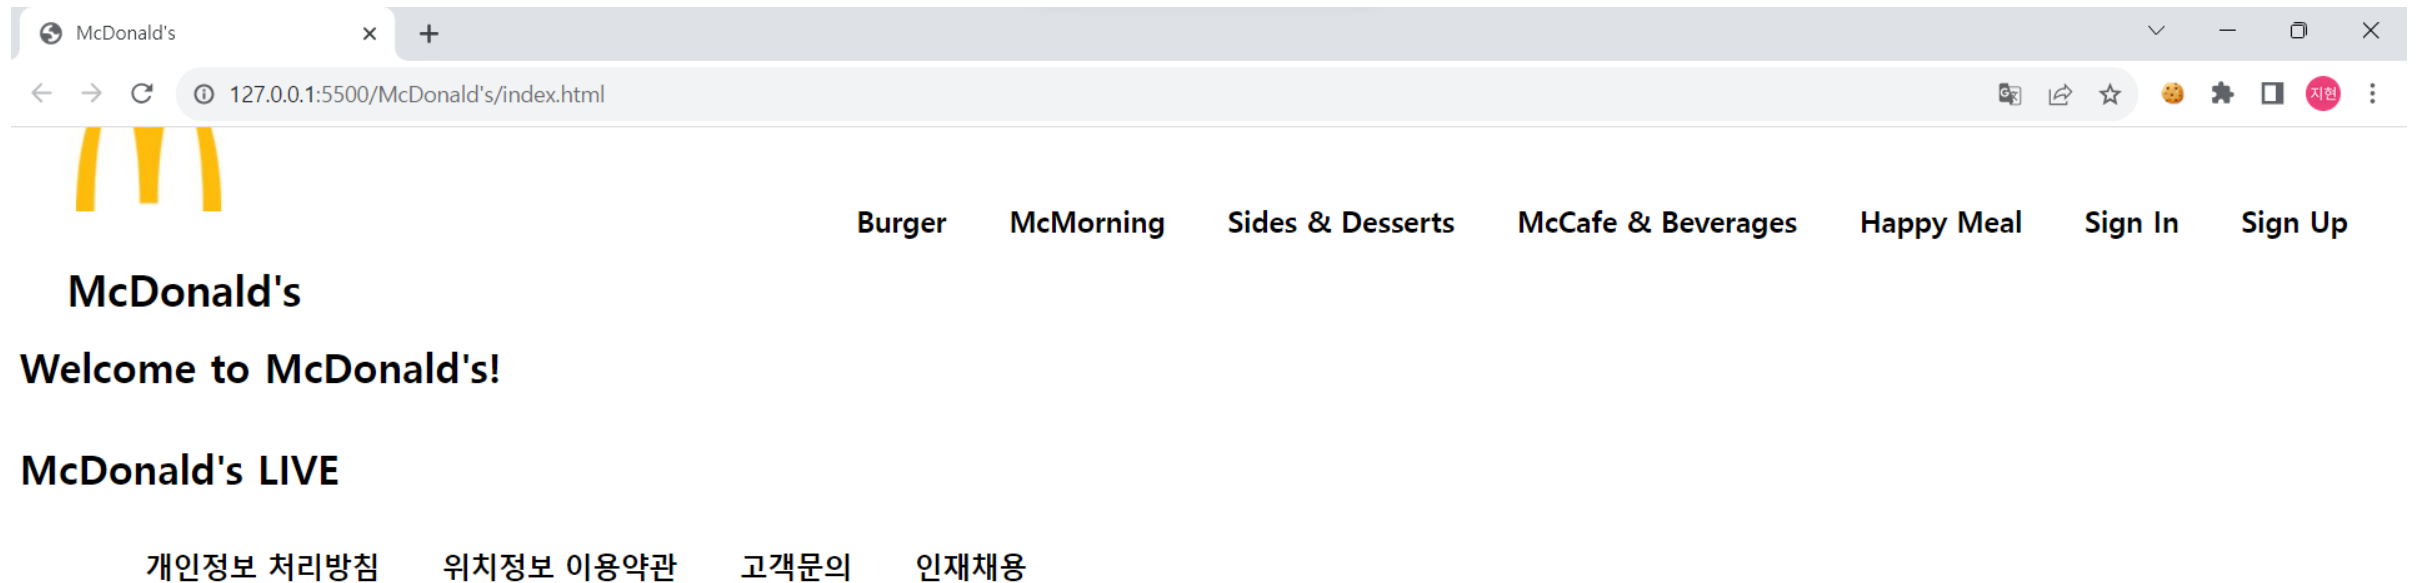 McDonald's
127.0.0.1:5500/McDonald's/index.html
지현
Burger McMorning Sides & Desserts McCafe & Beverages Happy Meal Sign In Sign Up
McDonald's
Welcome to McDonald's!
McDonald's LIVE
개인정보 처리방침 위치정보 이용약관 고객문의 인재채용